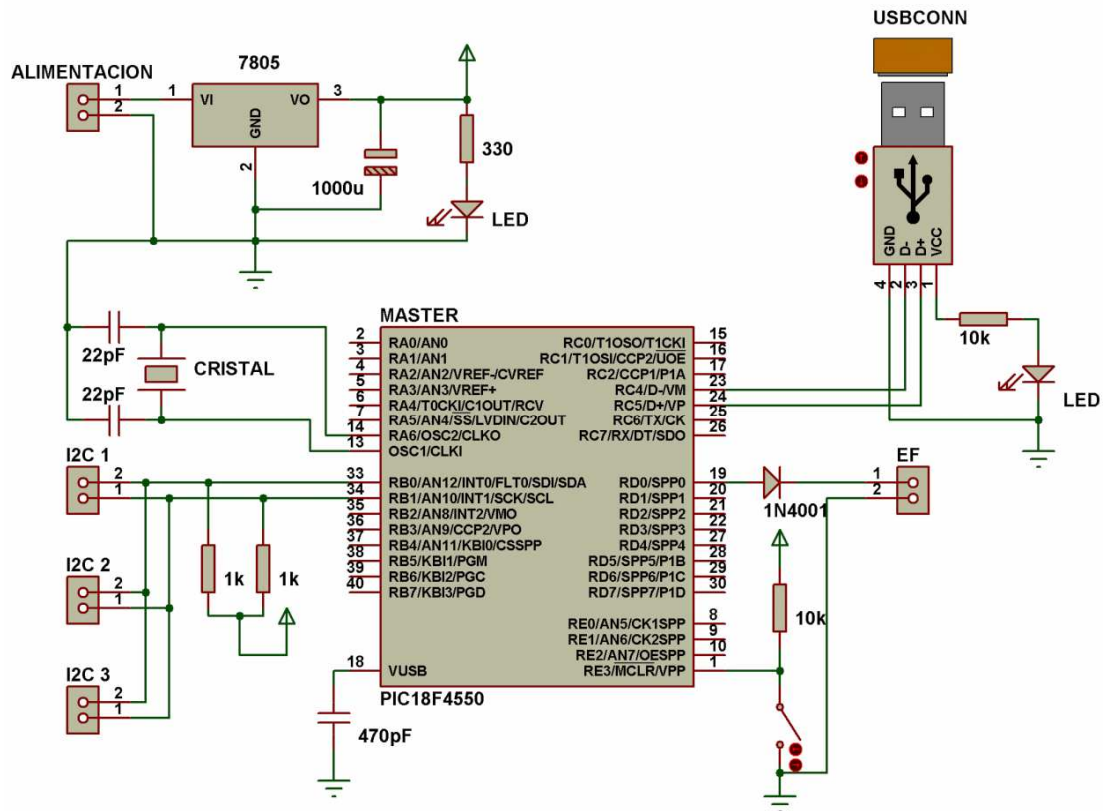 USBCONN
ALIMENTACION
1
2
7805
1
VI
VO
3
GND
2
1000u
330
LED
GND
D-
D+
VCC
4
2
3
1
10k
LED
22pF
22pF
CRISTAL
MASTER
2 RA0/AN0
3 RA1/AN1
4 RA2/AN2/VREF-/CVREF
5 RA3/AN3/VREF+
6 RA4/T0CKI/C1OUT/RCV
7 RA5/AN4/SS/LVDIN/C2OUT
14 RA6/OSC2/CLKO
13 OSC1/CLKI
33 RB0/AN12/INT0/FLT0/SDI/SDA
34 RB1/AN10/INT1/SCK/SCL
35 RB2/AN8/INT2/VMO
36 RB3/AN9/CCP2/VPO
37 RB4/AN11/KBI0/CSSPP
38 RB5/KBI1/PGM
39 RB6/KBI2/PGC
40 RB7/KBI3/PGD
18 VUSB
RC0/T1OSO/T1CKI 15
RC1/T1OSI/CCP2/UOE 16
RC2/CCP1/P1A 17
RC4/D-/VM 23
RC5/D+/VP 24
RC6/TX/CK 25
RC7/RX/DT/SDO 26
RD0/SPP0 19
RD1/SPP1 20
RD2/SPP2 21
RD3/SPP3 22
RD4/SPP4 27
RD5/SPP5/P1B 28
RD6/SPP6/P1C 29
RD7/SPP7/P1D 30
RE0/AN5/CK1SPP 8
RE1/AN6/CK2SPP 9
RE2/AN7/OESPP 10
RE3/MCLR/VPP 1
PIC18F4550
I2C 1
2
1
I2C 2
2
1
I2C 3
2
1
1k
1k
470pF
1N4001
EF
1
2
10k